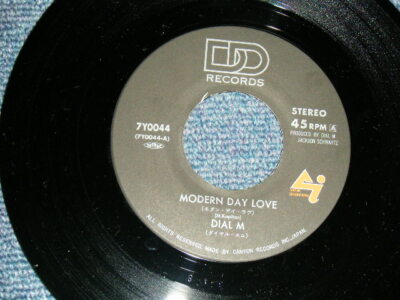 DD
RECORDS
7Y0044
(7Y0044-A)
STEREO
45 RPM
PRODUCED BY DIAL M
JACKSON SCHWARTZ
MODERN DAY LOVE
(モダン・デイ・ラヴ)
DIAL M
(ダイヤル・エム)
ALL RIGHTS RESERVED MADE BY CANYON RECORDS INC. JAPAN